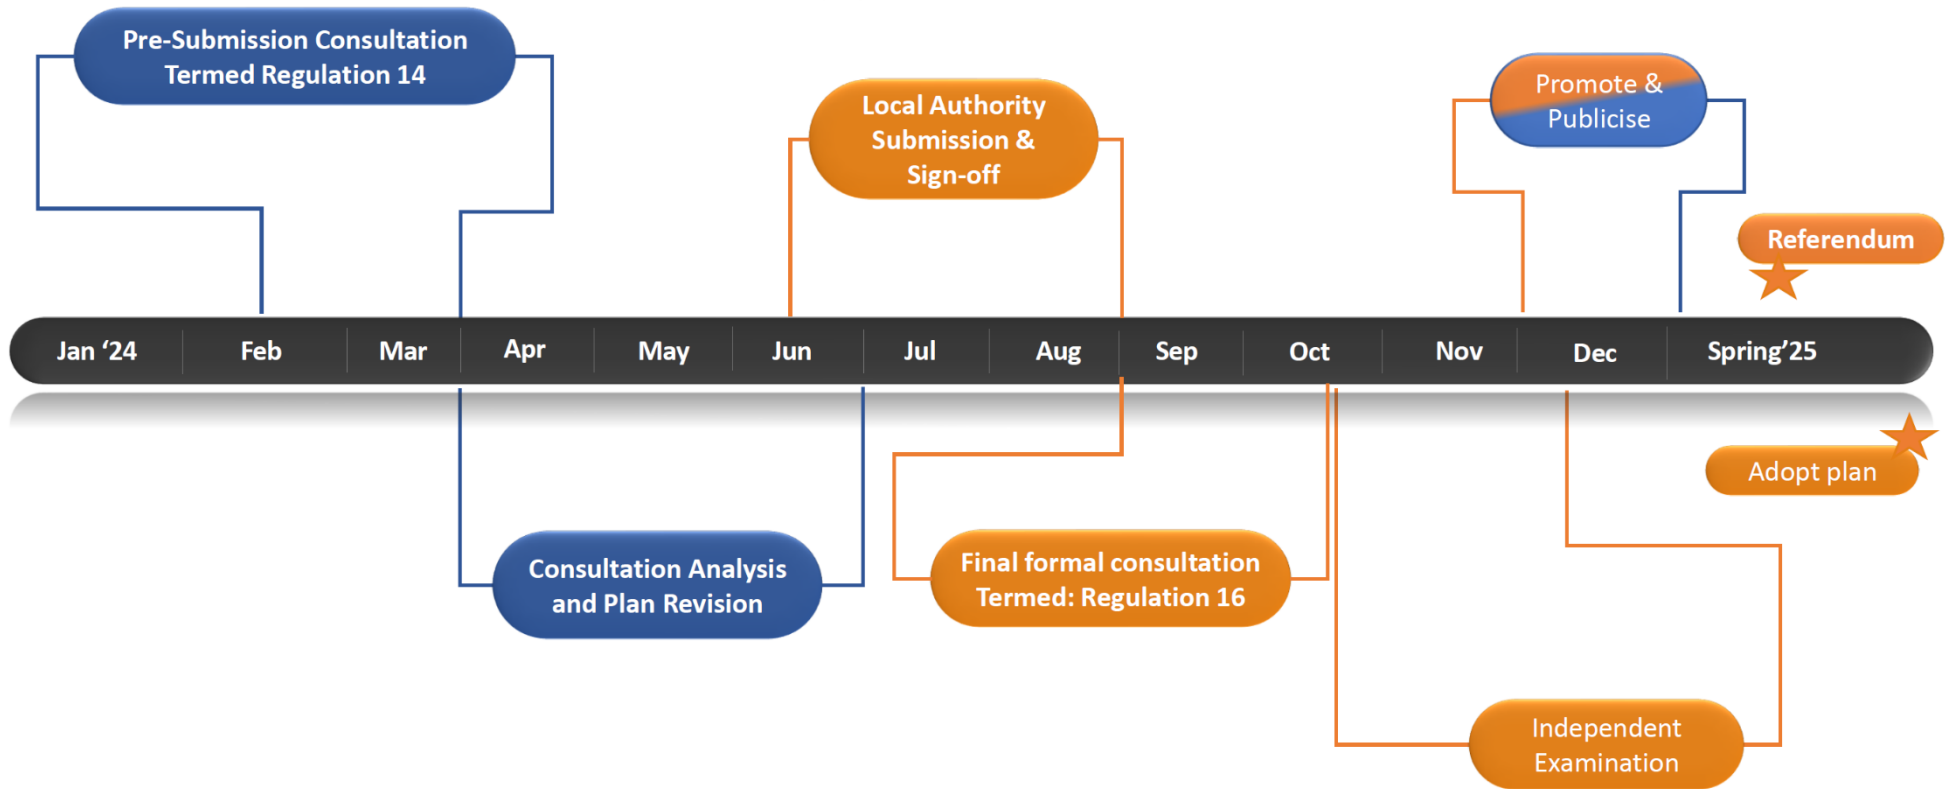 Pre-Submission Consultation
Termed Regulation 14
Local Authority
Submission &
Sign-off
Promote &
Publicise
Referendum
Jan ‘24 Feb Mar Apr May Jun Jul Aug Sep Oct Nov Dec Spring’25
Adopt plan
Consultation Analysis
and Plan Revision
Final formal consultation
Termed: Regulation 16
Independent
Examination